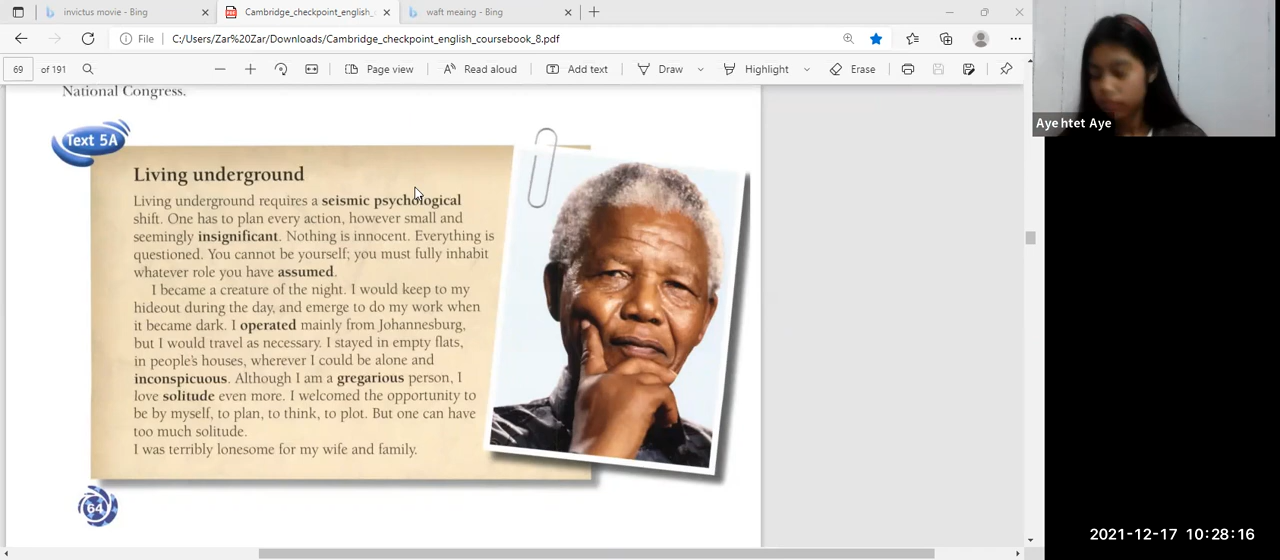 invictus movie - Bing
Cambridge_checkpoint_english_
waft meaing - Bing
File
C:/Users/Zar%20Zar/Downloads/Cambridge_checkpoint_english_coursebook_8.pdf
69 of 191
Page view
Read aloud
Add text
Draw
Highlight
Erase
Aye htet Aye
National Congress.
Text 5A
Living underground
Living underground requires a seismic psychological
shift. One has to plan every action, however small and
seemingly insignificant. Nothing is innocent. Everything is
questioned. You cannot be yourself; you must fully inhabit
whatever role you have assumed.
I became a creature of the night. I would keep to my
hideout during the day, and emerge to do my work when
it became dark. I operated mainly from Johannesburg,
but I would travel as necessary. I stayed in empty flats,
in people's houses, wherever I could be alone and
inconspicuous. Although I am a gregarious person, I
love solitude even more. I welcomed the opportunity to
be by myself, to plan, to think, to plot. But one can have
too much solitude.
I was terribly lonesome for my wife and family.
64
2021-12-17 10:28:16